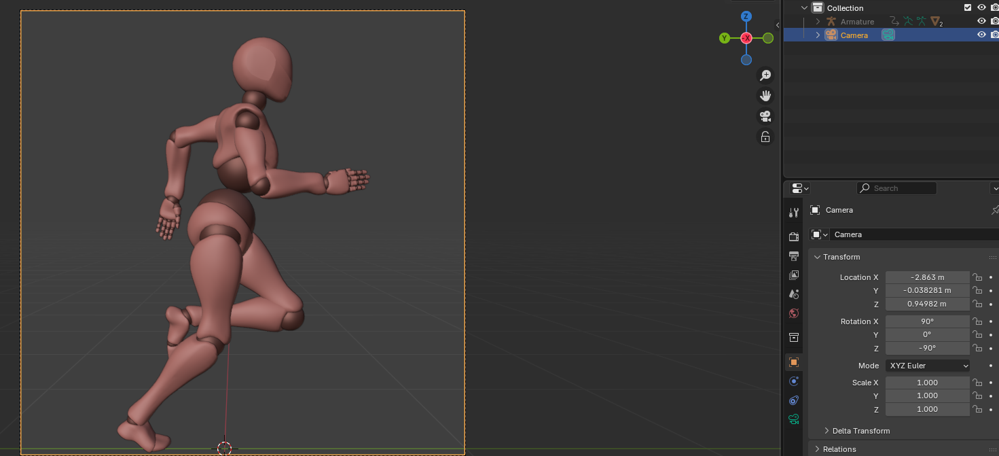 Z
Y
-X
Collection
Armature
2
Camera
Search
Camera
Camera
Transform
Location X
-2.863 m
Y
-0.038281 m
Z
0.94982 m
Rotation X
90°
Y
0°
Z
-90°
Mode
XYZ Euler
Scale X
1.000
Y
1.000
Z
1.000
Delta Transform
Relations